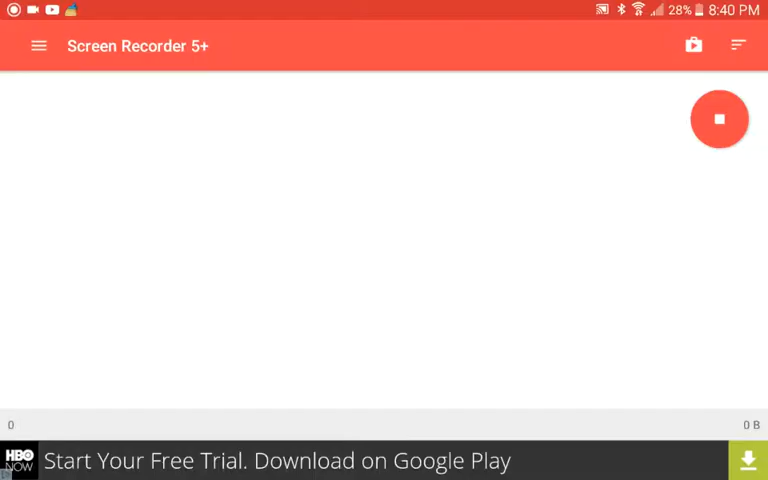 28% 8:40 PM
Screen Recorder 5+
0
0 B
HBO
NOW
Start Your Free Trial. Download on Google Play